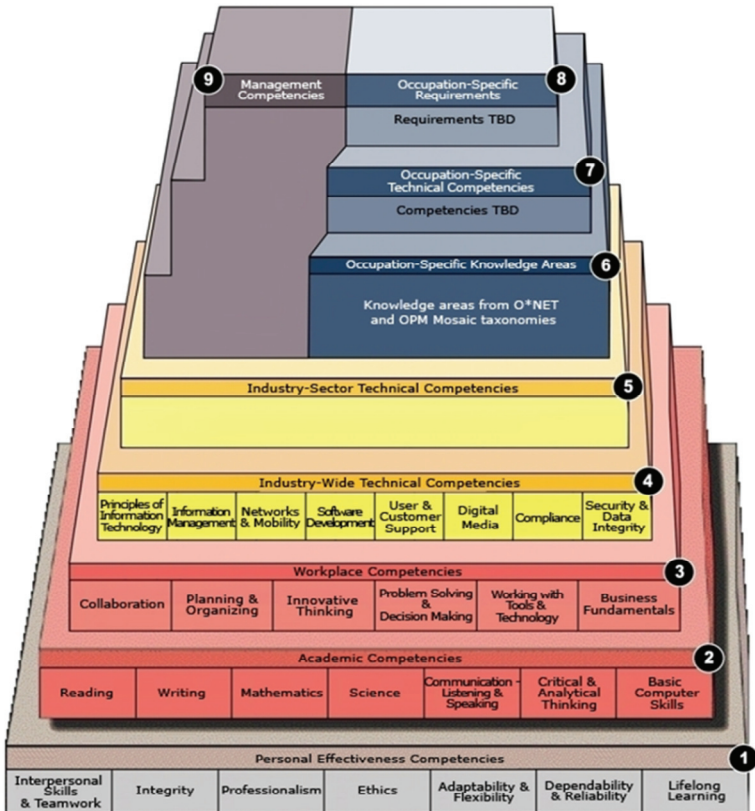 9
Management
Competencies
Occupation-Specific
Requirements
8
Requirements TBD
Occupation-Specific
Technical Competencies
7
Competencies TBD
Occupation-Specific Knowledge Areas
6
Knowledge areas from O*NET
and OPM Mosaic taxonomies
Industry-Sector Technical Competencies
5
Industry-Wide Technical Competencies
4
Principles of
Information
Technology
Information
Management
Networks
& Mobility
Software
Development
User &
Customer
Support
Digital
Media
Compliance
Security &
Data
Integrity
Workplace Competencies
3
Collaboration
Planning &
Organizing
Innovative
Thinking
Problem Solving
&
Decision Making
Working with
Tools &
Technology
Business
Fundamentals
Academic Competencies
2
Reading
Writing
Mathematics
Science
Communication -
Listening &
Speaking
Critical &
Analytical
Thinking
Basic
Computer
Skills
Personal Effectiveness Competencies
1
Interpersonal
Skills
& Teamwork
Integrity
Professionalism
Ethics
Adaptability &
Flexibility
Dependability
& Reliability
Lifelong
Learning